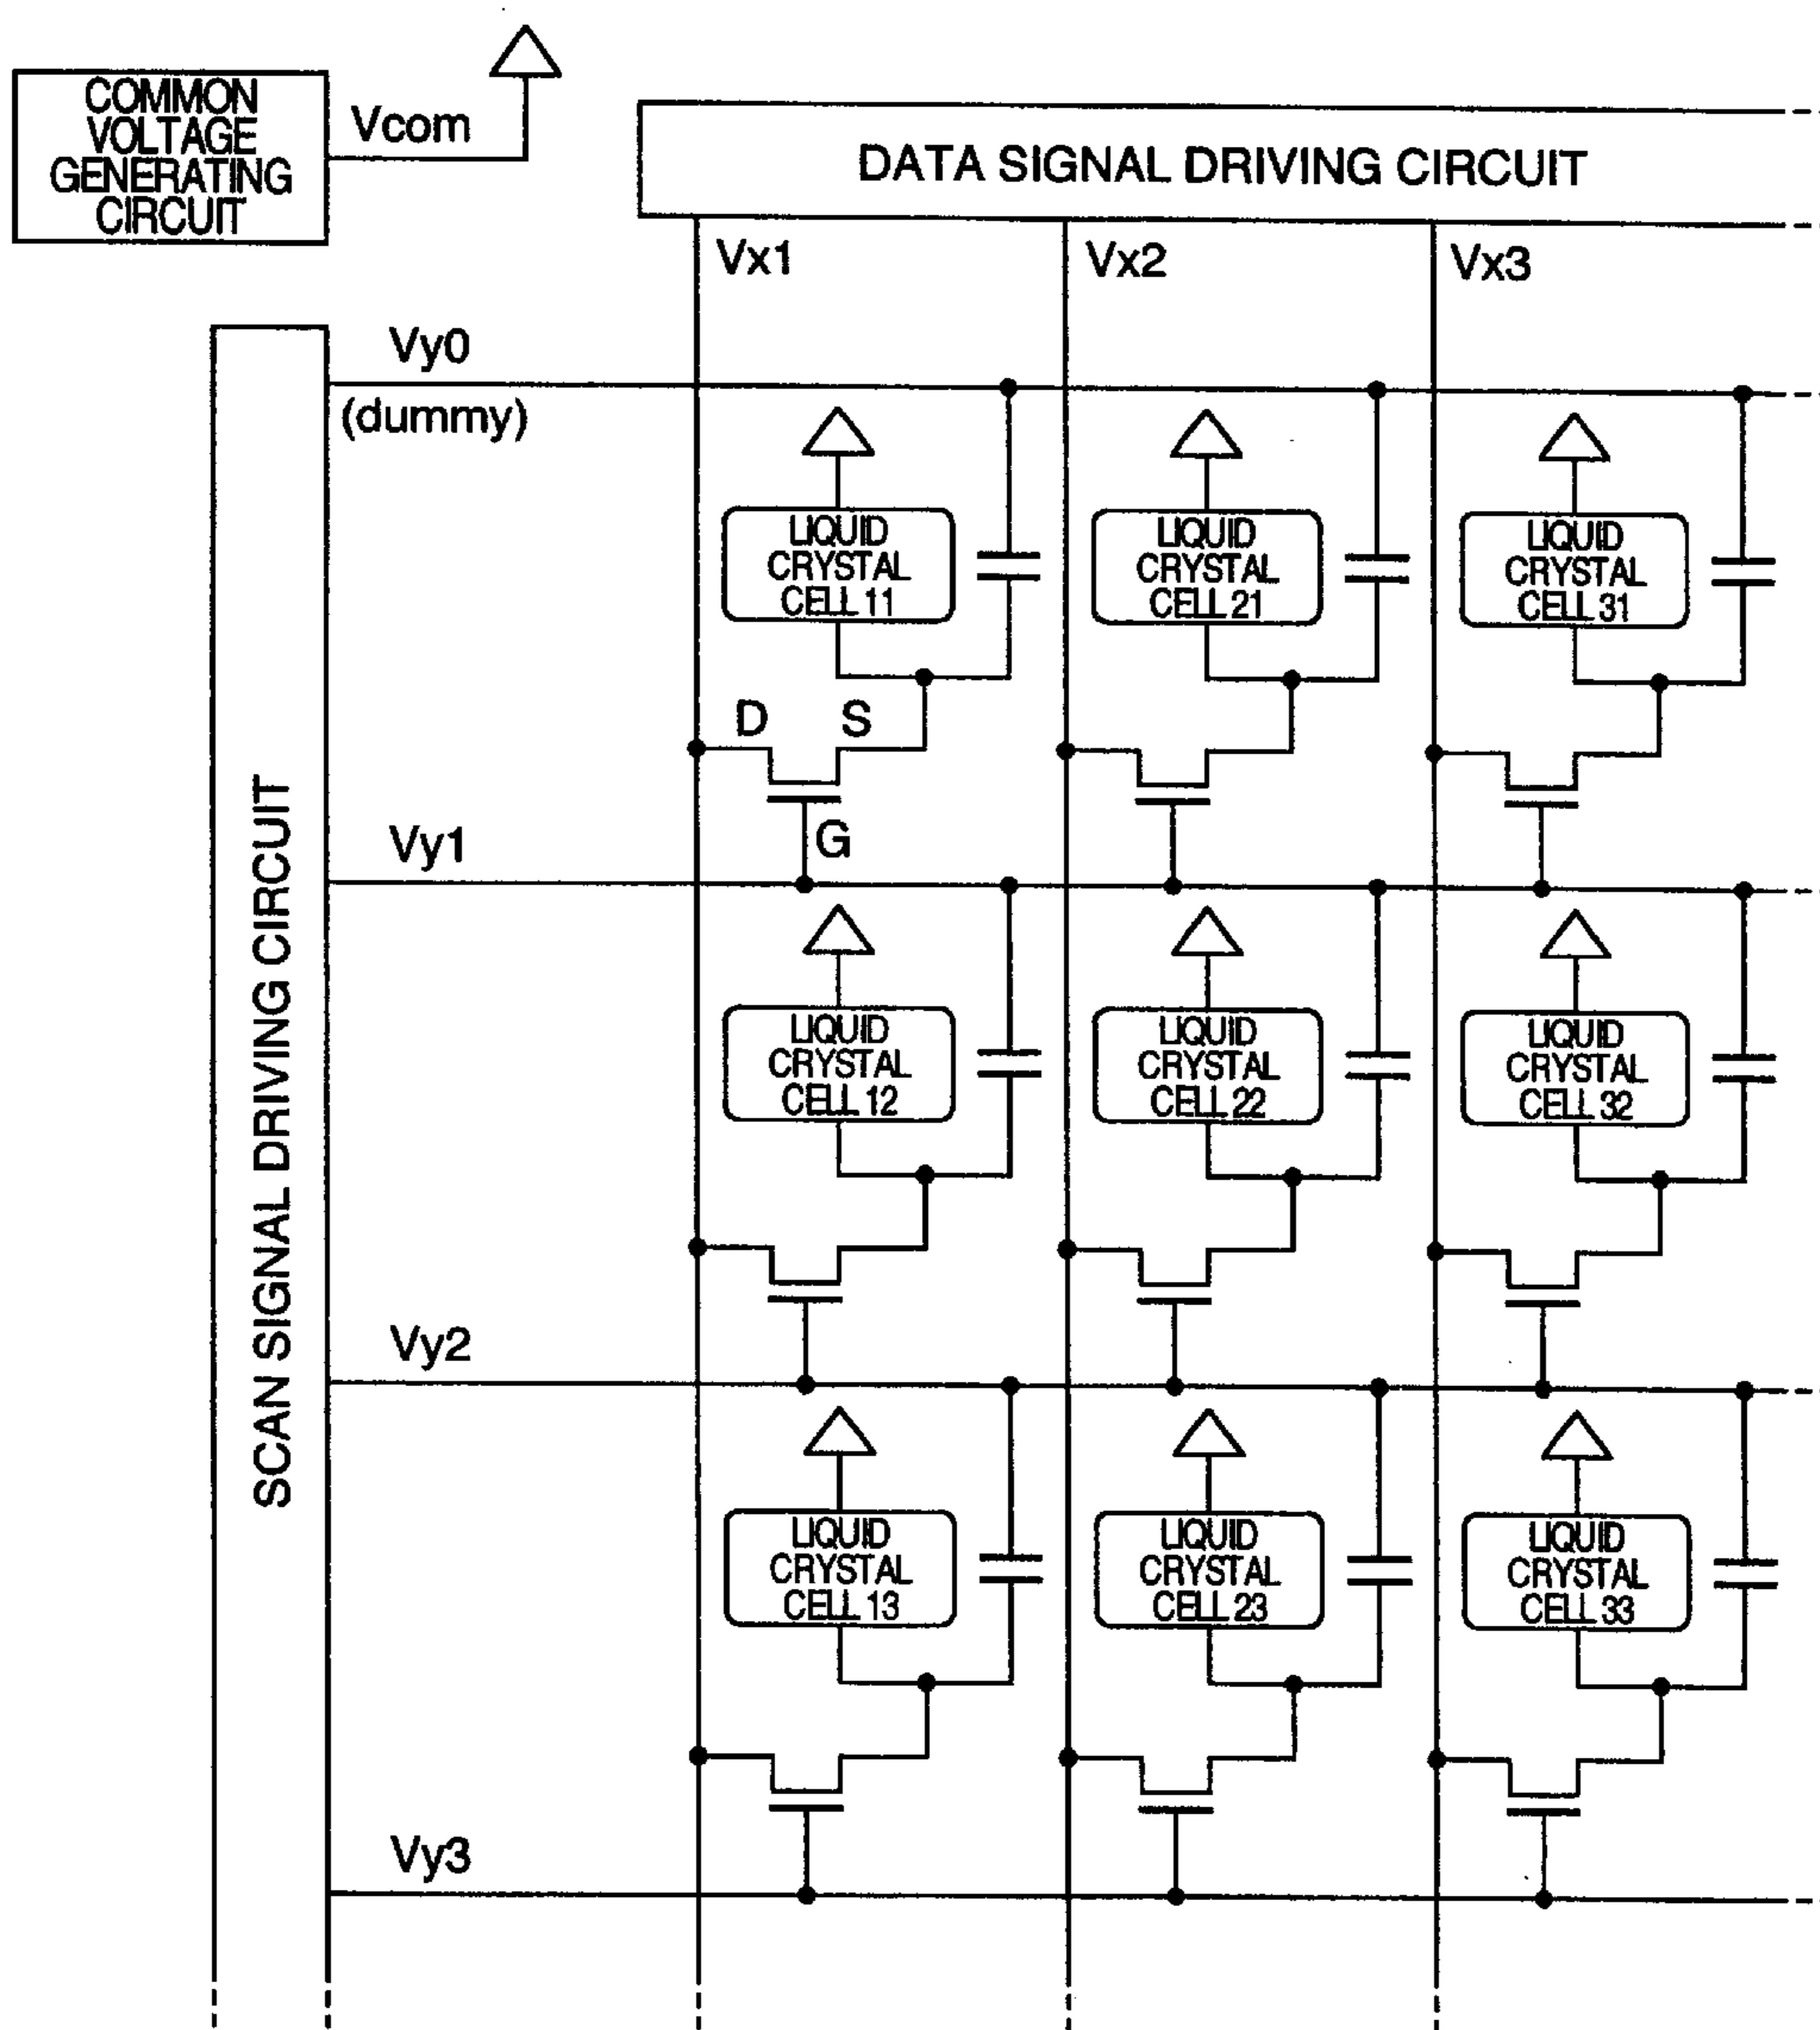 COMMON
VOLTAGE
GENERATING
CIRCUIT
Vcom
DATA SIGNAL DRIVING CIRCUIT
Vx1
Vx2
Vx3
SCAN SIGNAL DRIVING CIRCUIT
Vy0
(dummy)
LIQUID
CRYSTAL
CELL 11
LIQUID
CRYSTAL
CELL 21
LIQUID
CRYSTAL
CELL 31
D
S
G
Vy1
LIQUID
CRYSTAL
CELL 12
LIQUID
CRYSTAL
CELL 22
LIQUID
CRYSTAL
CELL 32
Vy2
LIQUID
CRYSTAL
CELL 13
LIQUID
CRYSTAL
CELL 23
LIQUID
CRYSTAL
CELL 33
Vy3